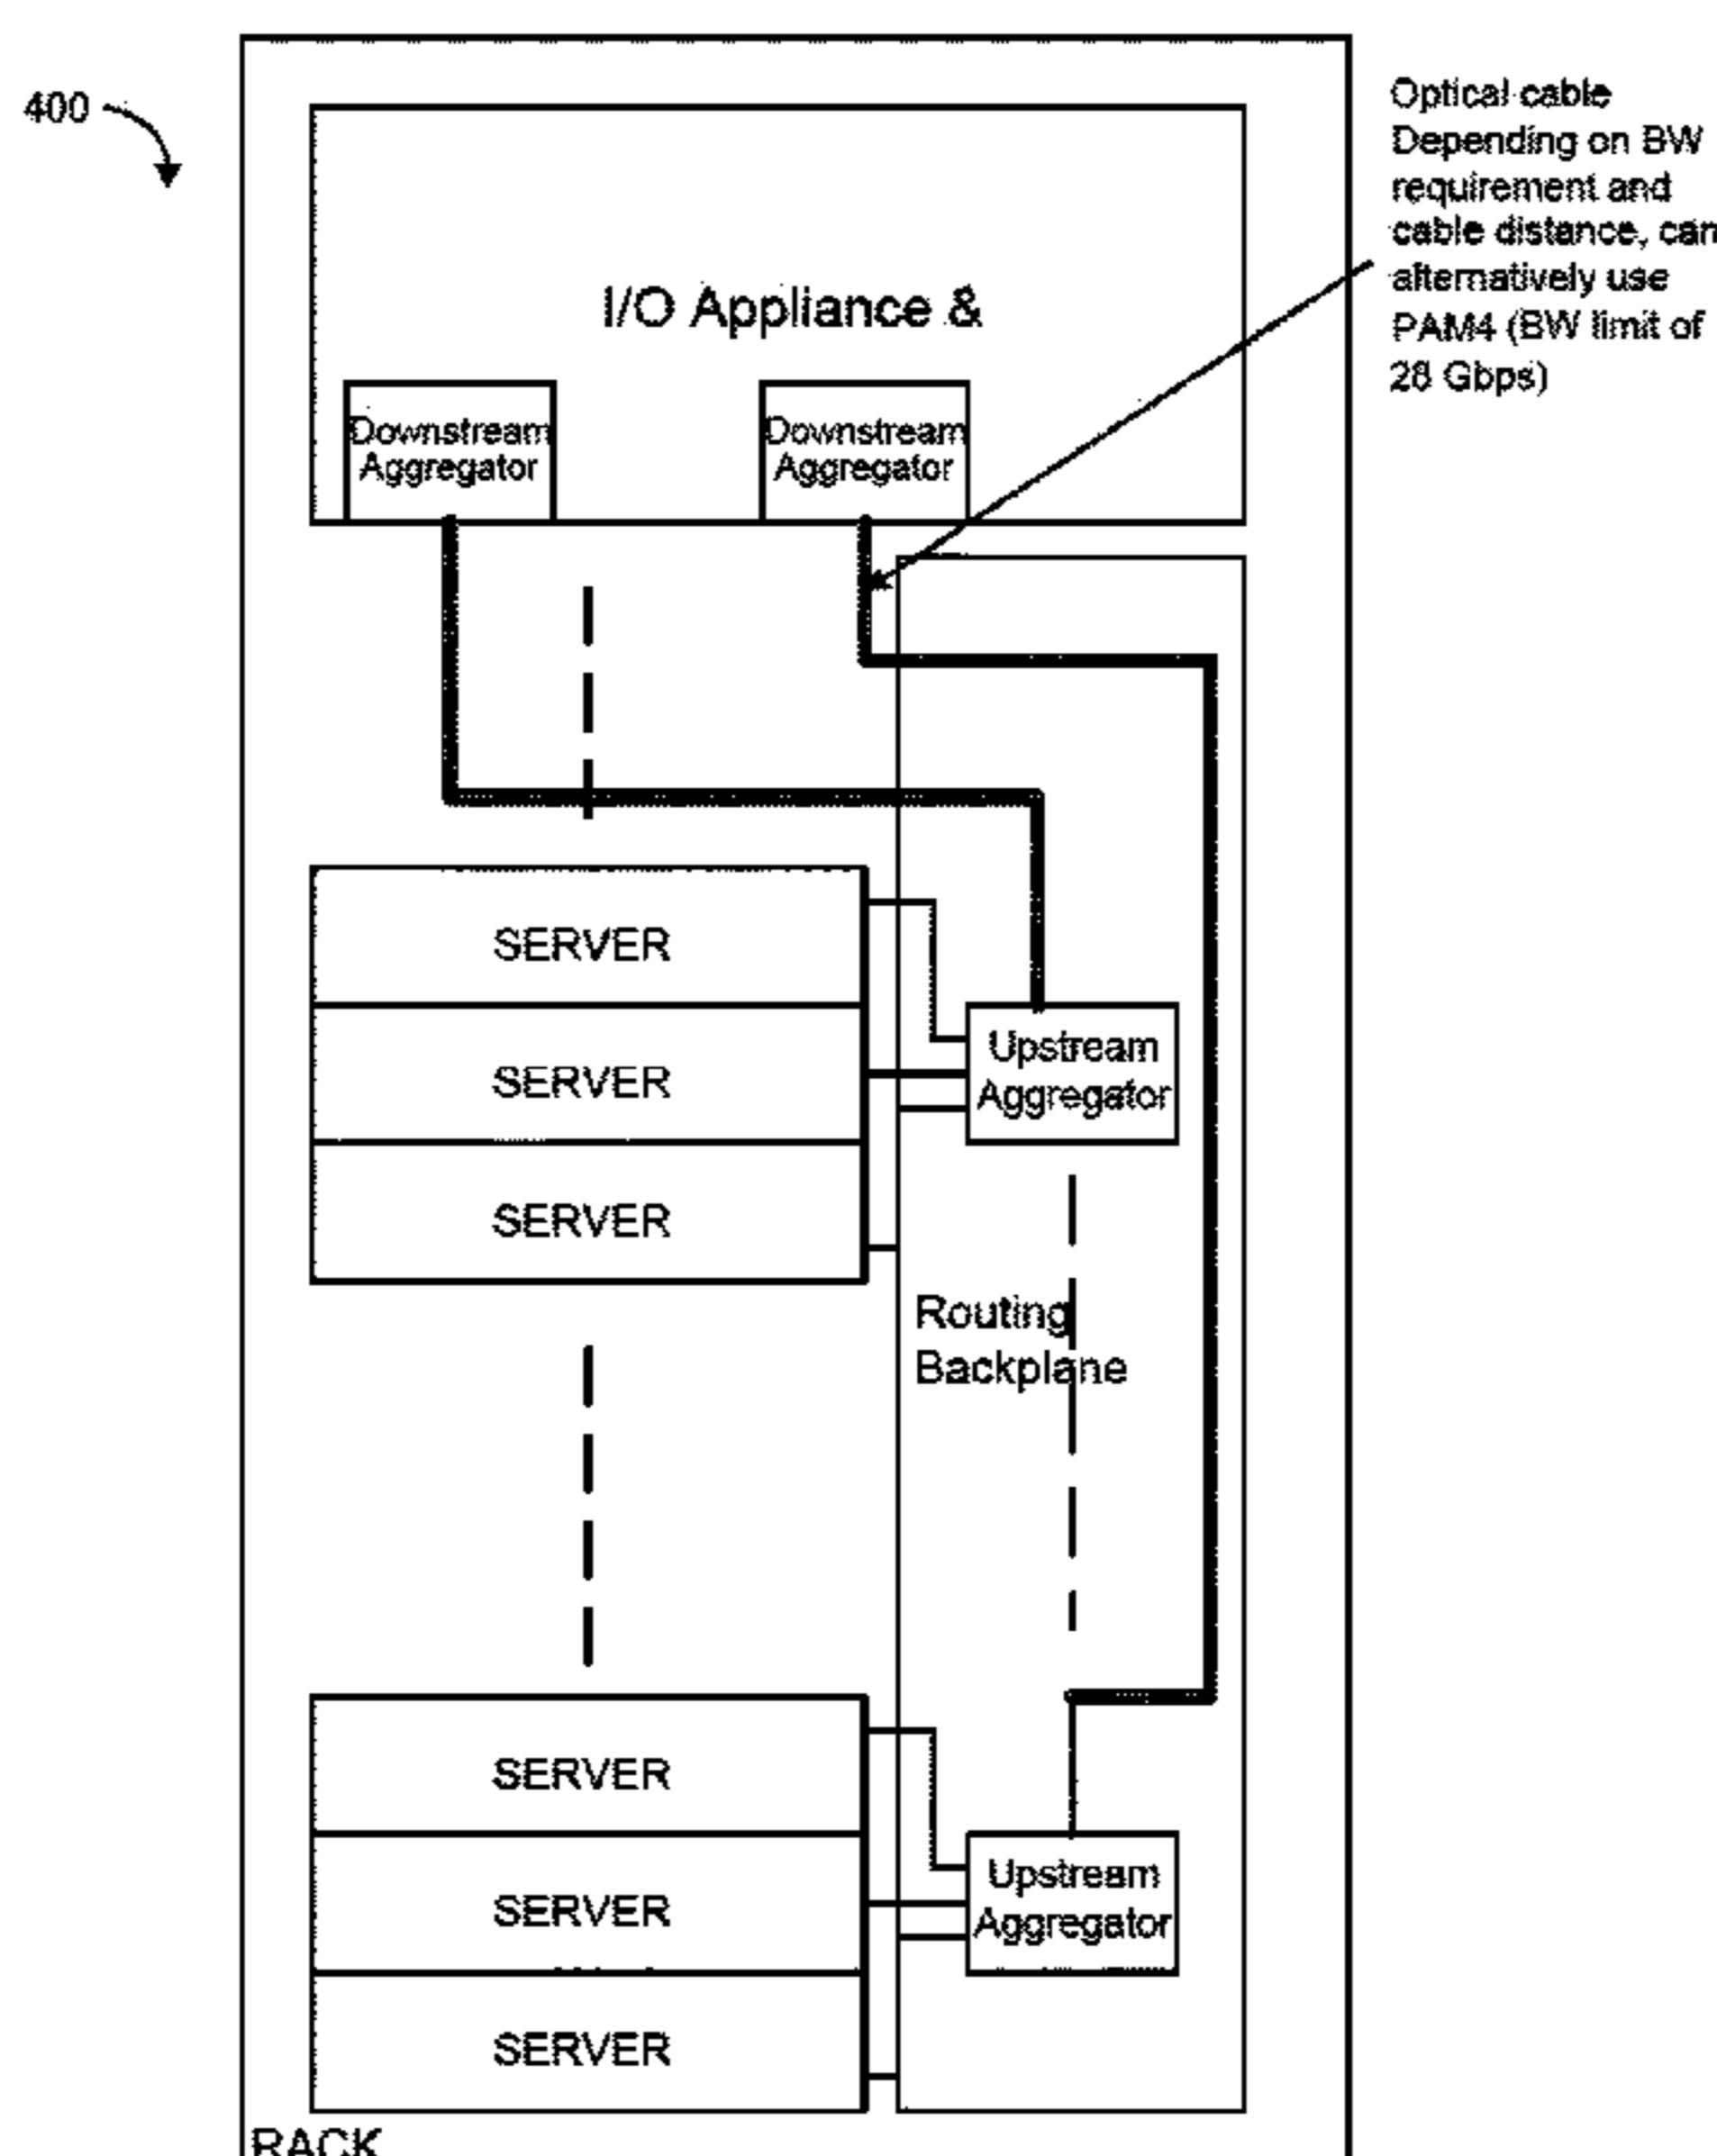 400
Optical cable
Depending on BW
requirement and
cable distance, can
alternatively use
PAM4 (BW limit of
28 Gbps)
I/O Appliance &
Downstream
Aggregator
Downstream
Aggregator
SERVER
SERVER
SERVER
Upstream
Aggregator
Routing
Backplane
SERVER
SERVER
SERVER
Upstream
Aggregator
RACK